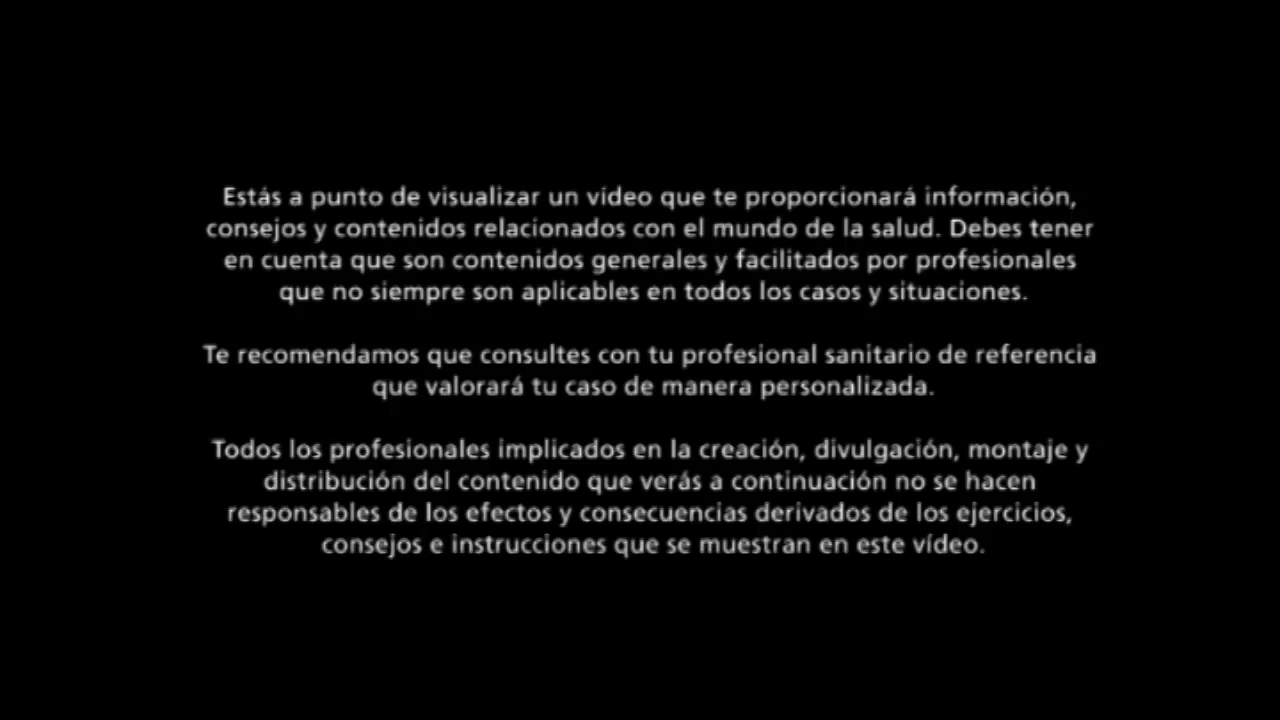 Estás a punto de visualizar un vídeo que te proporcionará información,
consejos y contenidos relacionados con el mundo de la salud. Debes tener
en cuenta que son contenidos generales y facilitados por profesionales
que no siempre son aplicables en todos los casos y situaciones.
Te recomendamos que consultes con tu profesional sanitario de referencia
que valorará tu caso de manera personalizada.
Todos los profesionales implicados en la creación, divulgación, montaje y
distribución del contenido que verás a continuación no se hacen
responsables de los efectos y consecuencias derivados de los ejercicios,
consejos e instrucciones que se muestran en este vídeo.